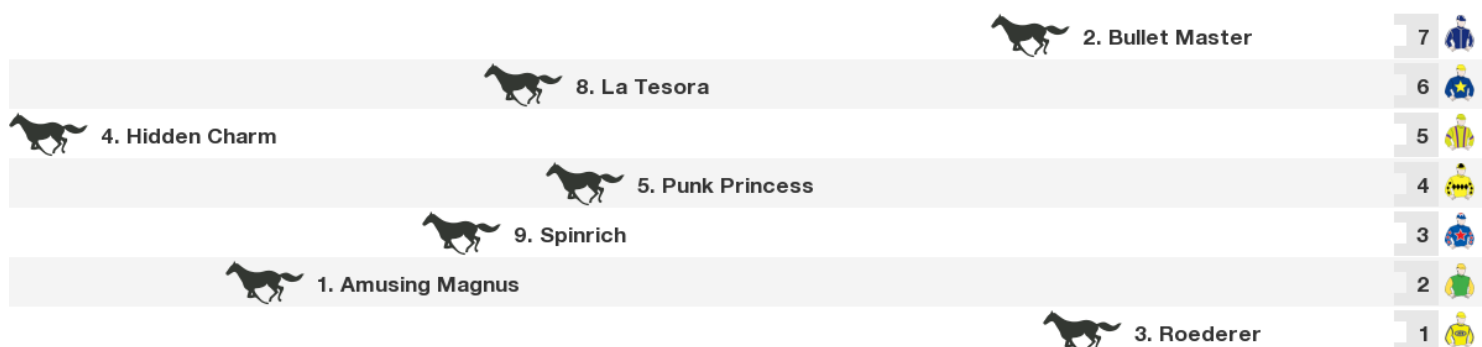 2. Bullet Master 7
8. La Tesora 6
4. Hidden Charm 5
5. Punk Princess 4
9. Spinrich 3
1. Amusing Magnus 2
3. Roederer 1